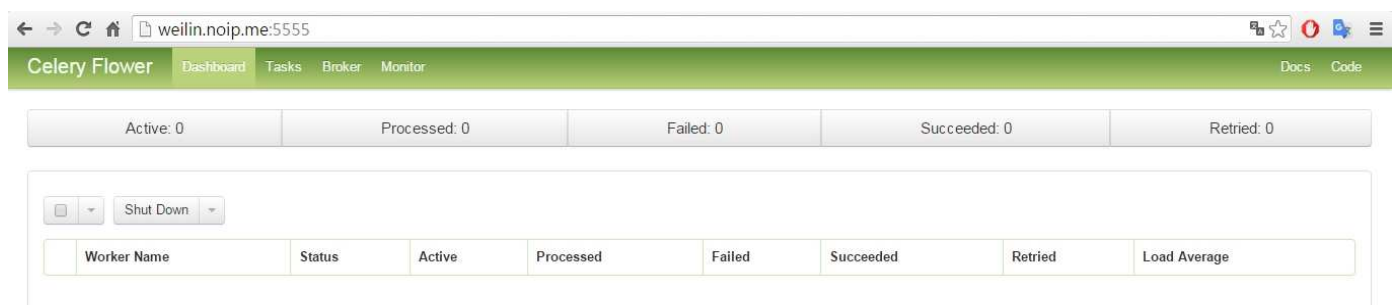 weilin.noip.me:5555
Celery Flower Dashboard Tasks Broker Monitor Docs Code
Active: 0 Processed: 0 Failed: 0 Succeeded: 0 Retried: 0
Shut Down
Worker Name Status Active Processed Failed Succeeded Retried Load Average